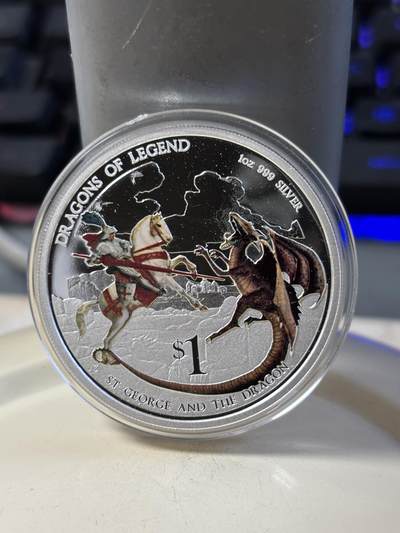 DRAGONS OF LEGEND
1oz 999 SILVER
$1
ST GEORGE AND THE DRAGON